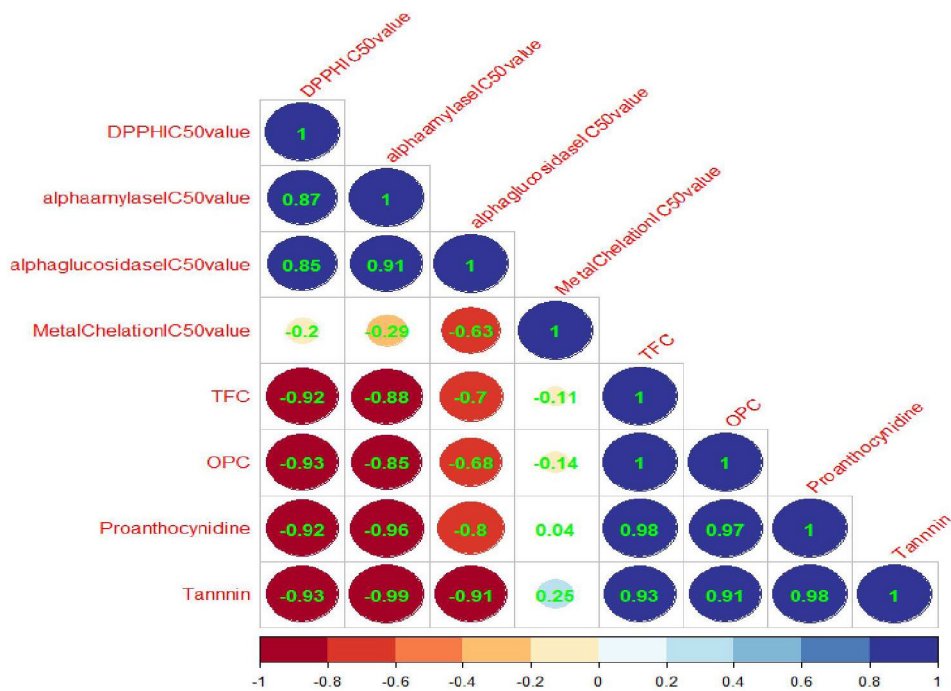 DPPHIC50value
alphaamylaseIC50value
alphaglucosidaseIC50value
MetalChelationIC50value
TFC
OPC
Proanthocynidine
Tannnin
DPPHIC50value 1
alphaamylaseIC50value 0.87 1
alphaglucosidaseIC50value 0.85 0.91 1
MetalChelationIC50value -0.2 -0.29 -0.63 1
TFC -0.92 -0.88 -0.7 -0.11 1
OPC -0.93 -0.85 -0.68 -0.14 1 1
Proanthocynidine -0.92 -0.96 -0.8 0.04 0.98 0.97 1
Tannnin -0.93 -0.99 -0.91 0.25 0.93 0.91 0.98 1
-1 -0.8 -0.6 -0.4 -0.2 0 0.2 0.4 0.6 0.8 1